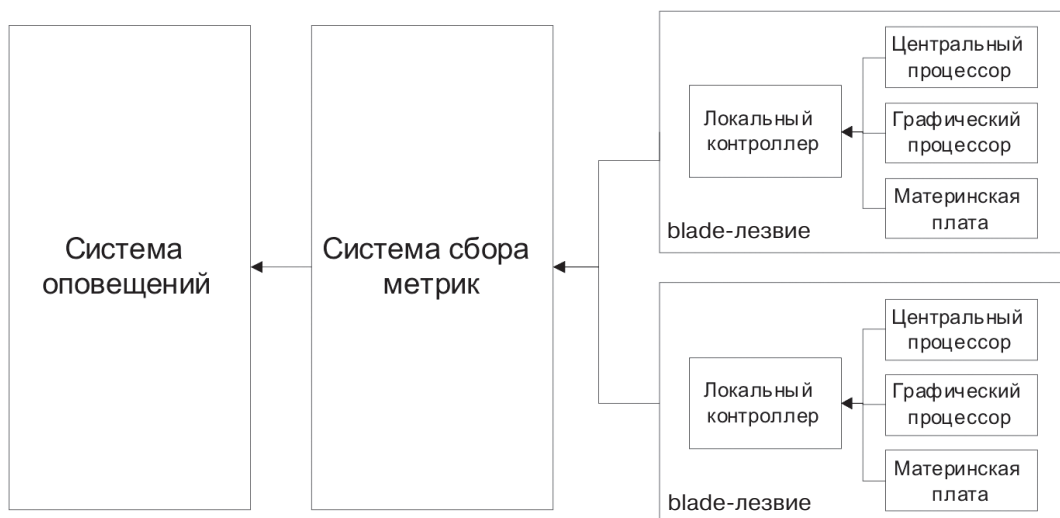 Система
оповещений
Система сбора
метрик
Локальный
контроллер
Центральный
процессор
Графический
процессор
Материнская
плата
blade-лезвие
Локальный
контроллер
Центральный
процессор
Графический
процессор
Материнская
плата
blade-лезвие